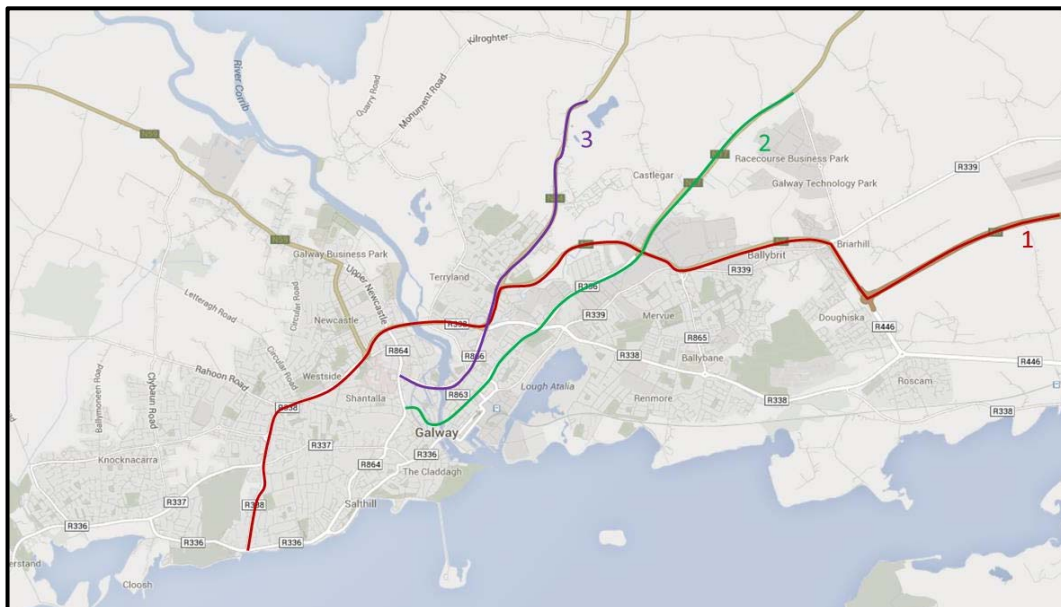 Kilroghter
Quarry Road
Monument Road
River Corrib
3
2
Racecourse Business Park
R339
Castlegar
Galway Technology Park
1
Briarhill
Galway Business Park
Upper Newcastle
Terryland
Ballybrit
R339
Letteragh Road
Circular Road
R336
Doughiska
Newcastle
R338
R339
Mervue
R446
R864
R866
R865
Circular Road
R338
Ballybane
R446
Rahoon Road
Westside
Clybaun Road
Ballymoneen Road
Shantalla
R863
Lough Atalia
Renmore
Roscam
R338
R338
R338
Galway
R337
R336
Knocknacarra
R864
The Claddagh
R337
R338
Salthill
R336
R336
R336
erstand
Cloosh